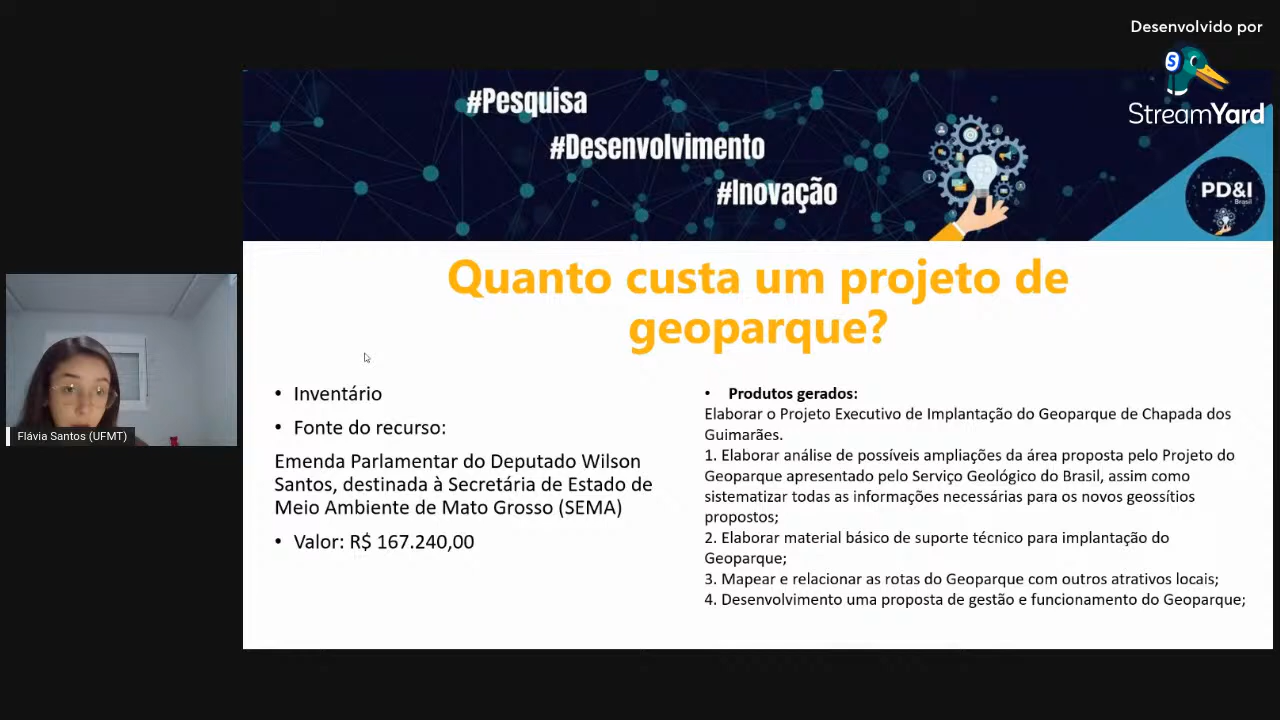 Desenvolvido por
StreamYard
#Pesquisa
#Desenvolvimento
#Inovação
PD&I
Brasil
Quanto custa um projeto de
geoparque?
• Inventário
• Fonte do recurso:
Emenda Parlamentar do Deputado Wilson
Santos, destinada à Secretária de Estado de
Meio Ambiente de Mato Grosso (SEMA)
• Valor: R$ 167.240,00
• Produtos gerados:
Elaborar o Projeto Executivo de Implantação do Geoparque de Chapada dos
Guimarães.
1. Elaborar análise de possíveis ampliações da área proposta pelo Projeto do
Geoparque apresentado pelo Serviço Geológico do Brasil, assim como
sistematizar todas as informações necessárias para os novos geossítios
propostos;
2. Elaborar material básico de suporte técnico para implantação do
Geoparque;
3. Mapear e relacionar as rotas do Geoparque com outros atrativos locais;
4. Desenvolvimento uma proposta de gestão e funcionamento do Geoparque;
Flávia Santos (UFMT)